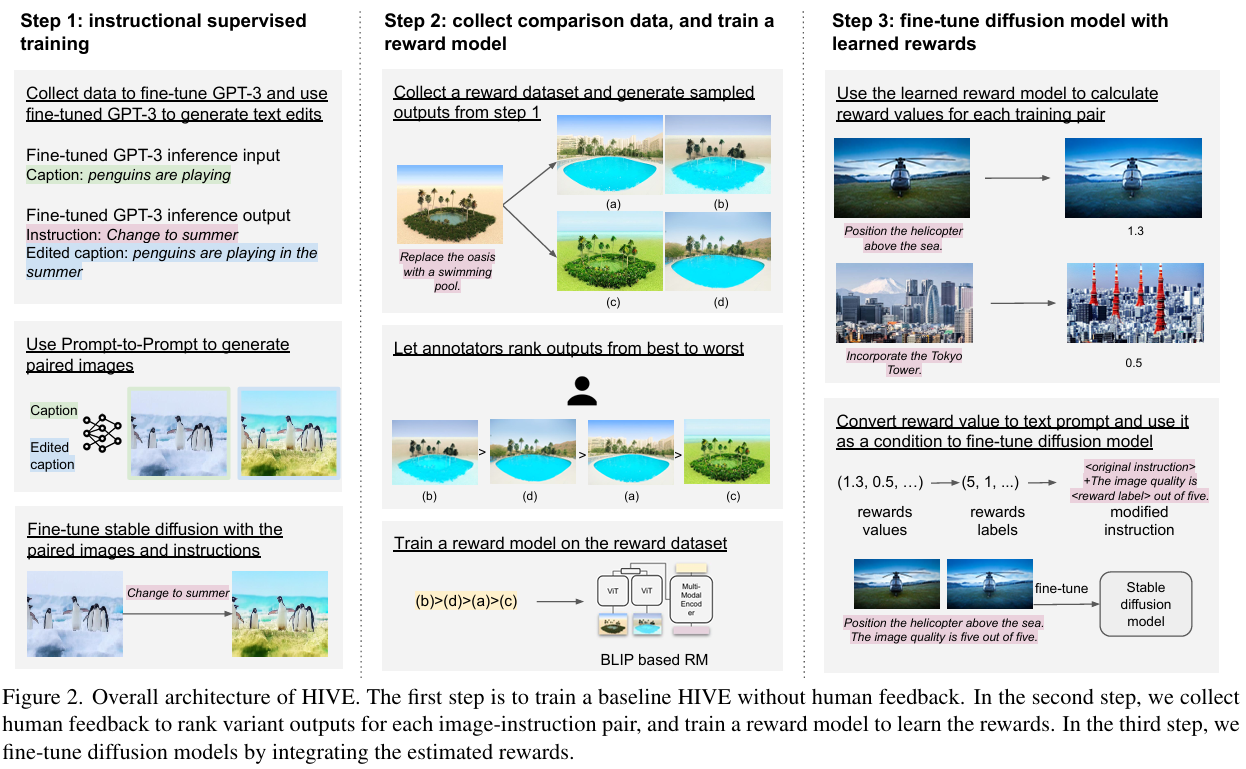 Step 1: instructional supervised
training
Collect data to fine-tune GPT-3 and use
fine-tuned GPT-3 to generate text edits
Fine-tuned GPT-3 inference input
Caption: penguins are playing
Fine-tuned GPT-3 inference output
Instruction: Change to summer
Edited caption: penguins are playing in the
summer
Use Prompt-to-Prompt to generate
paired images
Caption
Edited
caption
Fine-tune stable diffusion with the
paired images and instructions
Change to summer
Step 2: collect comparison data, and train a
reward model
Collect a reward dataset and generate sampled
outputs from step 1
Replace the oasis
with a swimming
pool.
(a)
(b)
(c)
(d)
Let annotators rank outputs from best to worst
> > >
(b)
(d)
(a)
(c)
Train a reward model on the reward dataset
(b)>(d)>(a)>(c)
ViT
ViT
Multi-
Modal
Encod
er
BLIP based RM
Step 3: fine-tune diffusion model with
learned rewards
Use the learned reward model to calculate
reward values for each training pair
Position the helicopter
above the sea.
1.3
Incorporate the Tokyo
Tower.
0.5
Convert reward value to text prompt and use it
as a condition to fine-tune diffusion model
(1.3, 0.5, …)
(5, 1, ...)
<original instruction>
+The image quality is
<reward label> out of five.
rewards
values
rewards
labels
modified
instruction
fine-tune
Stable
diffusion
model
Position the helicopter above the sea.
The image quality is five out of five.
Figure 2. Overall architecture of HIVE. The first step is to train a baseline HIVE without human feedback. In the second step, we collect
human feedback to rank variant outputs for each image-instruction pair, and train a reward model to learn the rewards. In the third step, we
fine-tune diffusion models by integrating the estimated rewards.